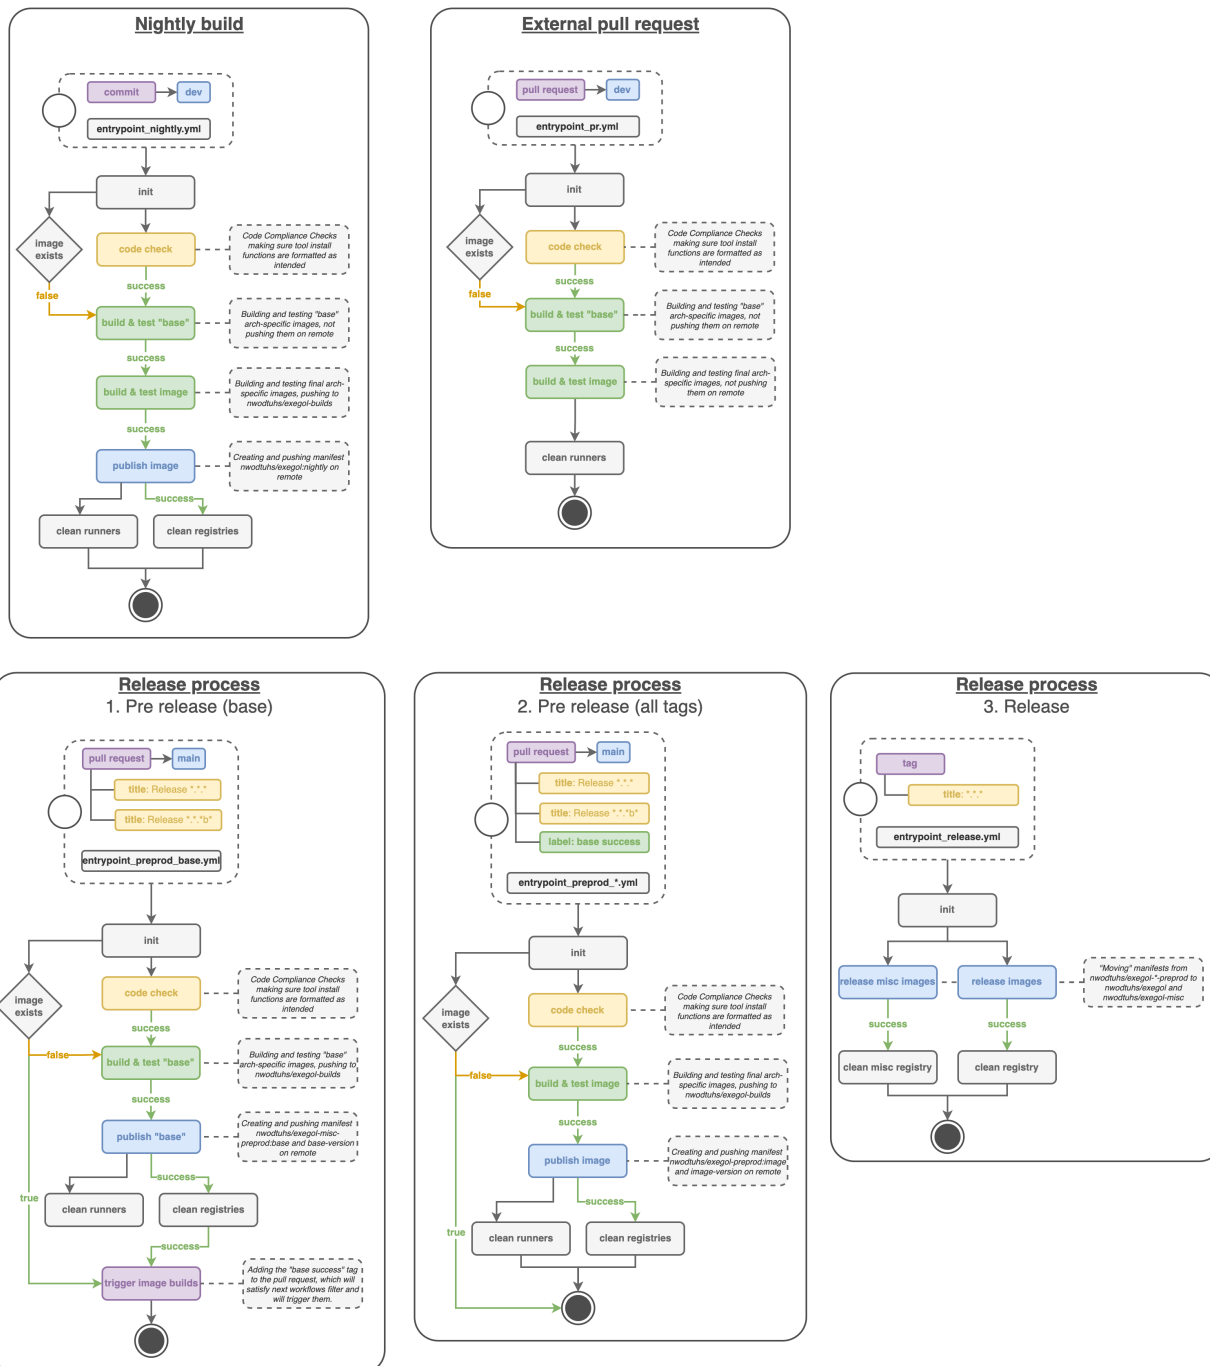 Nightly build
commit
dev
entrypoint_nightly.yml
init
image
exists
code check
Code Compliance Checks
making sure tool install
functions are formatted as
intended
success
false
build & test "base"
Building and testing "base"
arch-specific images, not
pushing them on remote
success
build & test image
Building and testing final arch-
specific images, pushing to
nwodtuhs/exegol-builds
success
publish image
Creating and pushing manifest
nwodtuhs/exegol:nightly on
remote
success
clean runners
clean registries
External pull request
pull request
dev
entrypoint_pr.yml
init
image
exists
code check
Code Compliance Checks
making sure tool install
functions are formatted as
intended
success
false
build & test "base"
Building and testing "base"
arch-specific images, not
pushing them on remote
success
build & test image
Building and testing final arch-
specific images, not pushing
them on remote
clean runners
Release process
1. Pre release (base)
pull request
main
title: Release *.*.*
title: Release *.*.*b*
entrypoint_preprod_base.yml
init
image
exists
code check
Code Compliance Checks
making sure tool install
functions are formatted as
intended
success
false
build & test "base"
Building and testing "base"
arch-specific images, pushing to
nwodtuhs/exegol-builds
success
publish "base"
Creating and pushing manifest
nwodtuhs/exegol-misc-
preprod:base and base-version
on remote
success
true
clean runners
clean registries
success
trigger image builds
Adding the "base success" tag
to the pull request, which will
satisfy next workflows filter and
will trigger them.
Release process
2. Pre release (all tags)
pull request
main
title: Release *.*.*
title: Release *.*.*b*
label: base success
entrypoint_preprod_*.yml
init
image
exists
code check
Code Compliance Checks
making sure tool install
functions are formatted as
intended
success
false
build & test image
Building and testing final arch-
specific images, pushing to
nwodtuhs/exegol-builds
success
publish image
Creating and pushing manifest
nwodtuhs/exegol-preprod:image
and image-version on remote
success
true
clean runners
clean registries
Release process
3. Release
tag
title: *.*.*
entrypoint_release.yml
init
release misc images
release images
"Moving" manifests from
nwodtuhs/exegol-*-preprod to
nwodtuhs/exegol and
nwodtuhs/exegol-misc
success
success
clean misc registry
clean registry